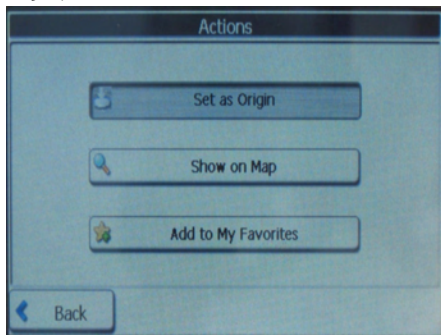 Actions
Set as Origin
Show on Map
Add to My Favorites
Back